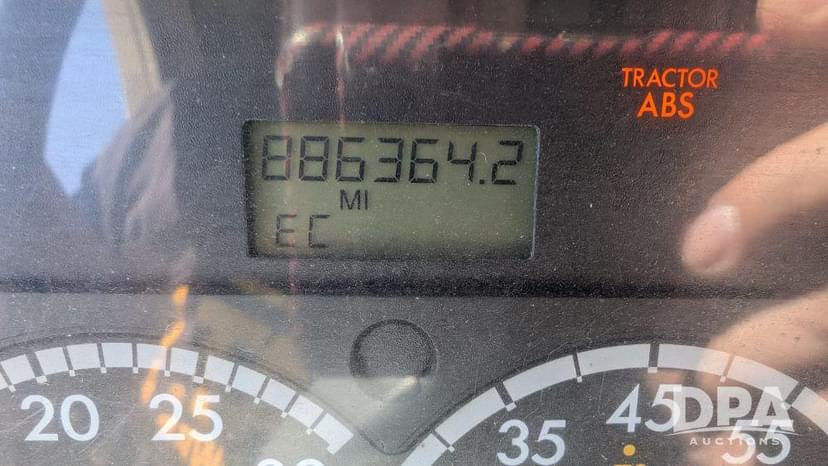 TRACTOR
ABS
886364.2
MI
EC
20
25
35
45
55
DPA
AUCTIONS